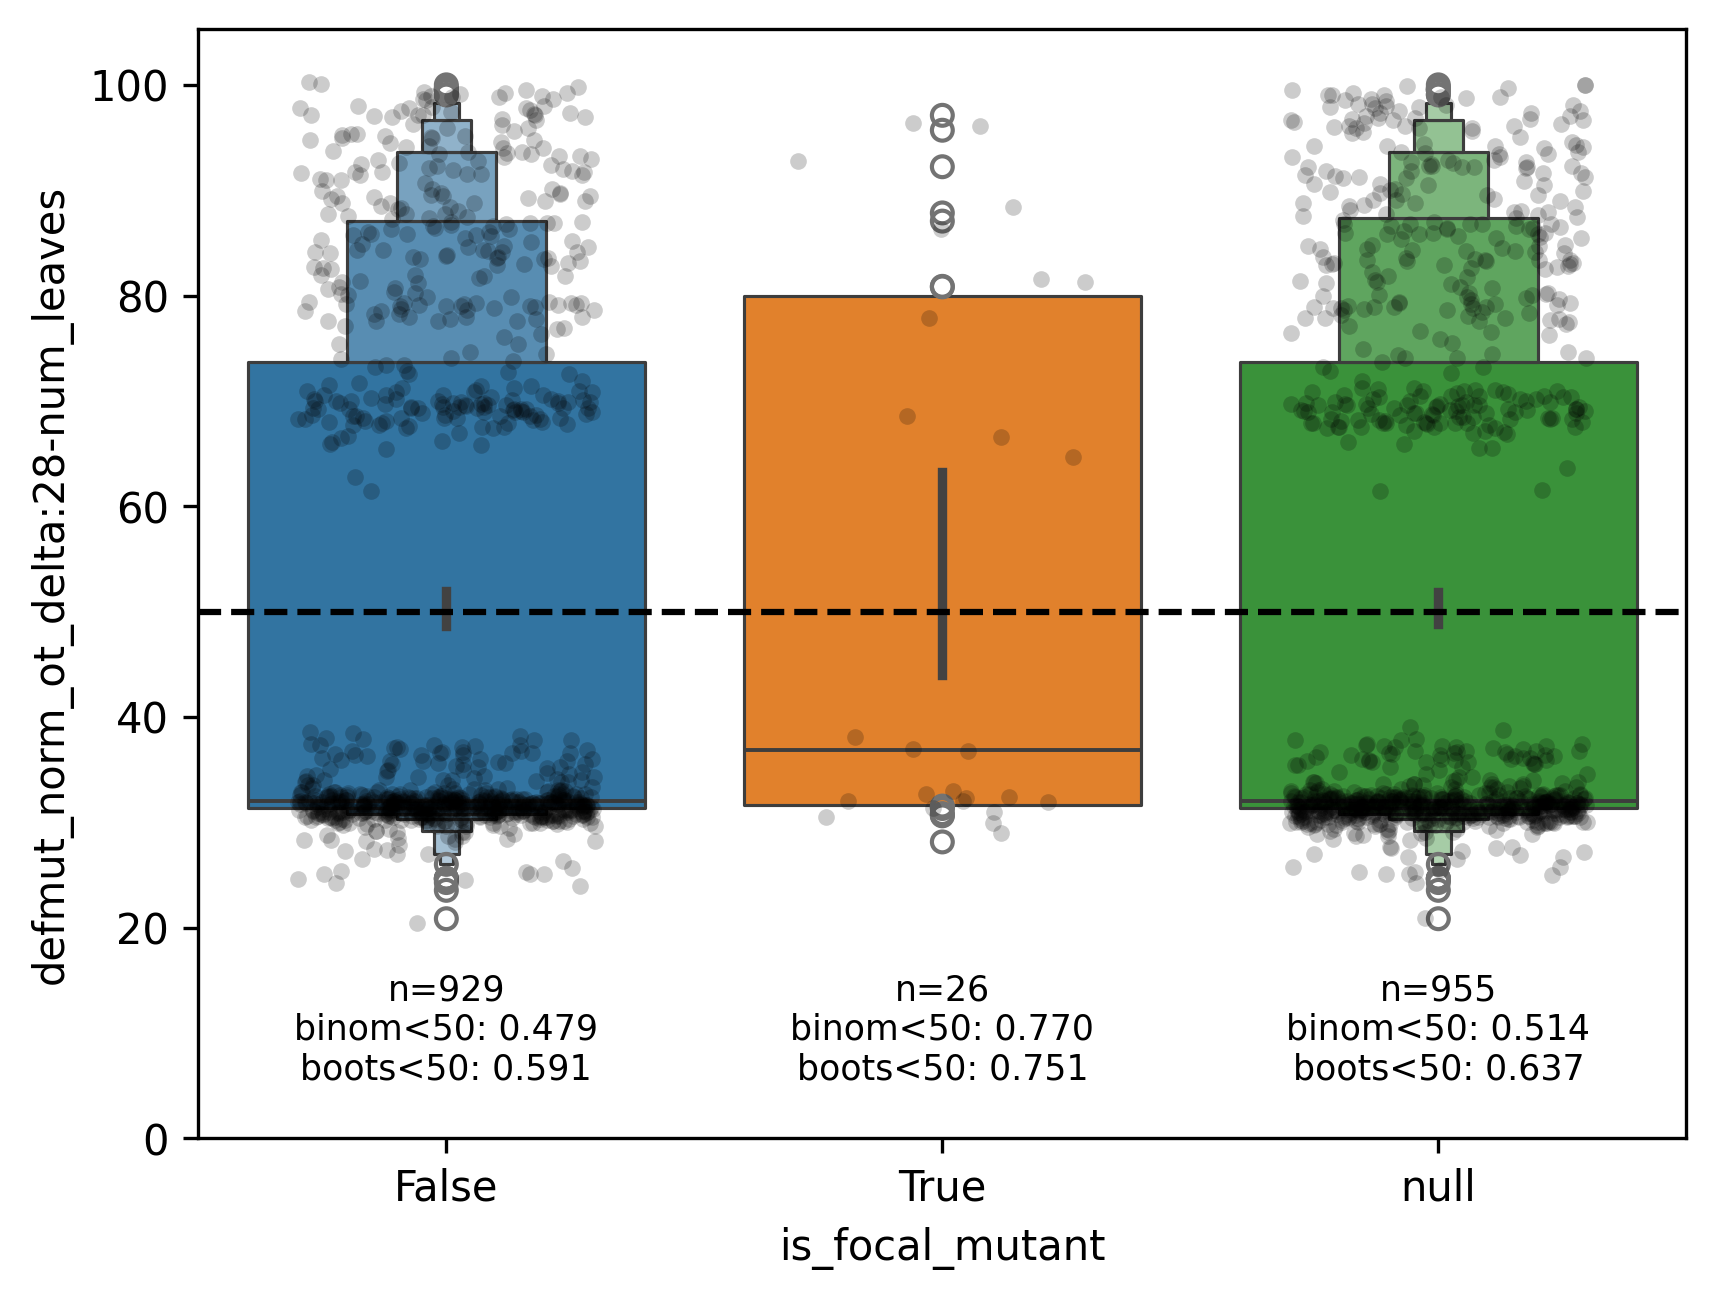 defmut_norm_ot_delta:28-num_leaves
100
80
60
40
20
0
n=929
binom<50: 0.479
boots<50: 0.591
n=26
binom<50: 0.770
boots<50: 0.751
n=955
binom<50: 0.514
boots<50: 0.637
False
True
null
is_focal_mutant